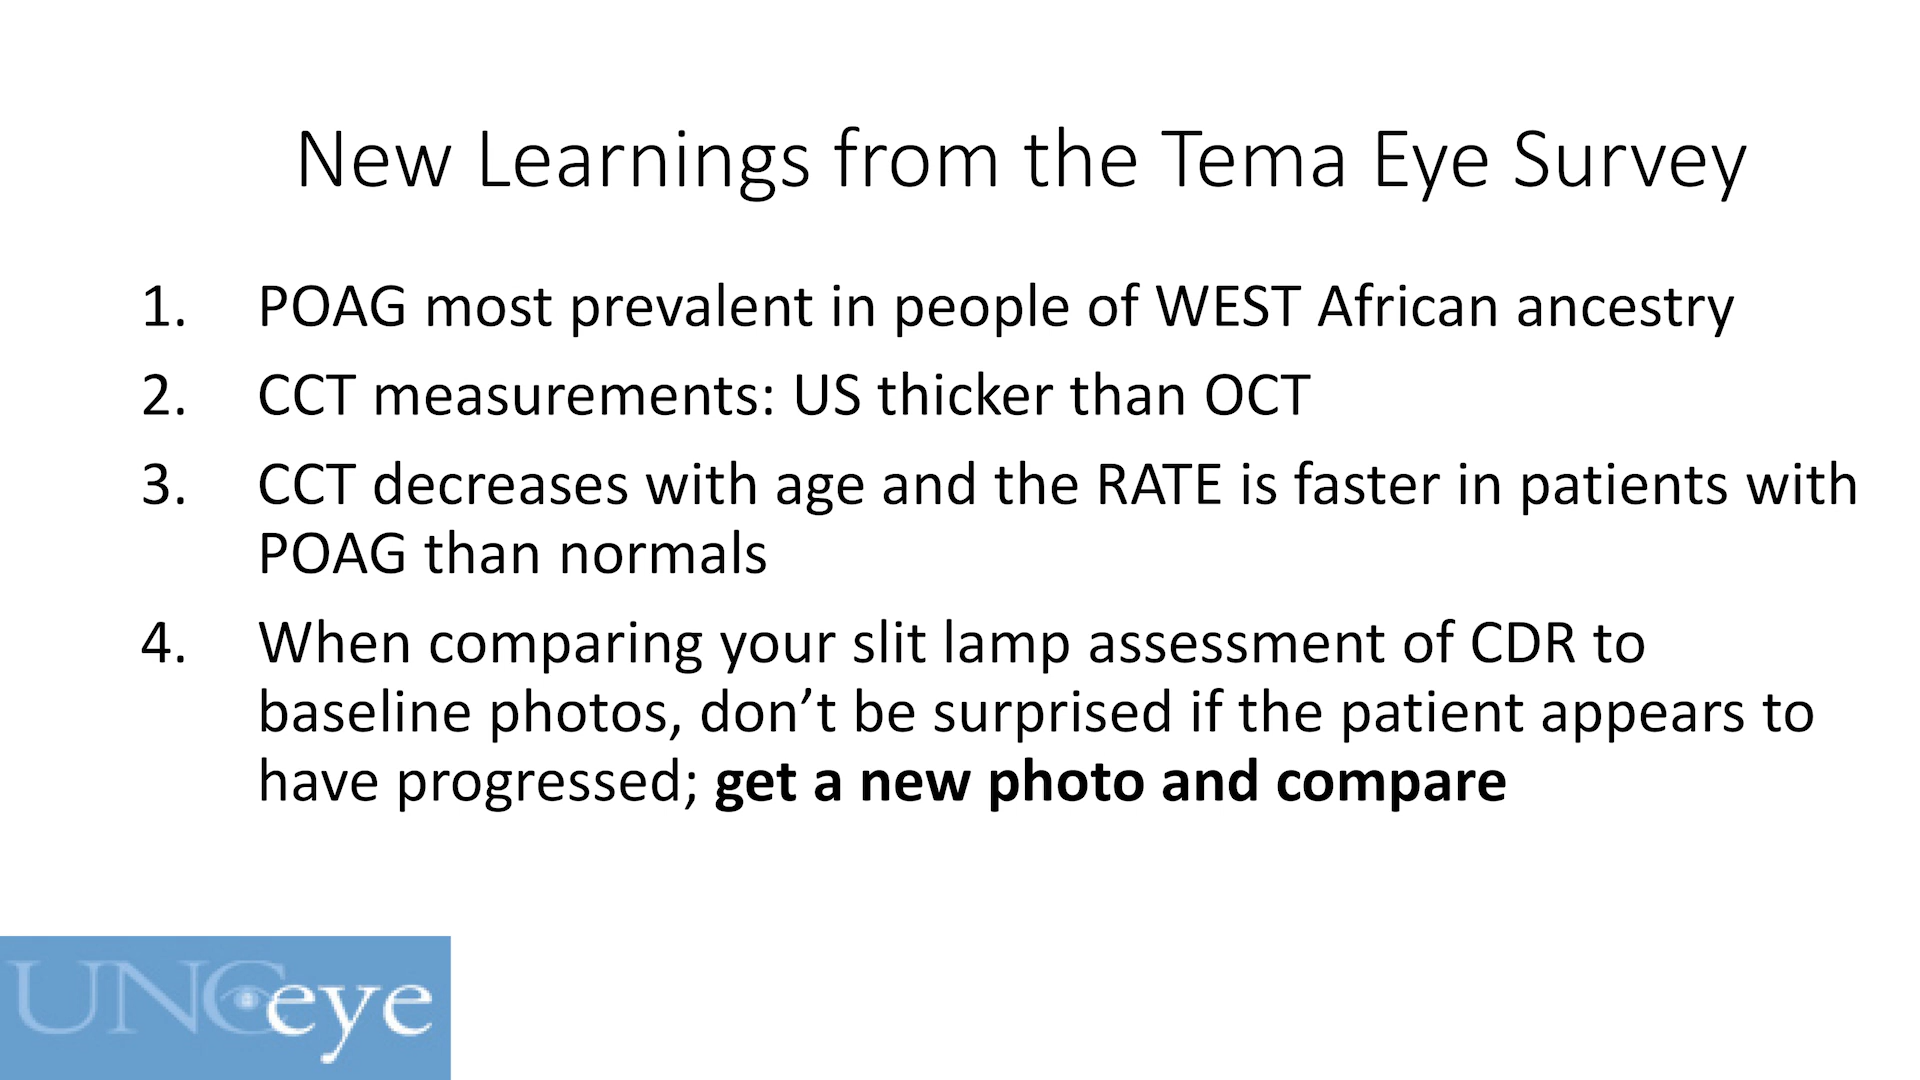 New Learnings from the Tema Eye Survey
1. POAG most prevalent in people of WEST African ancestry
2. CCT measurements: US thicker than OCT
3. CCT decreases with age and the RATE is faster in patients with
POAG than normals
4. When comparing your slit lamp assessment of CDR to
baseline photos, don’t be surprised if the patient appears to
have progressed; get a new photo and compare
UNCeye